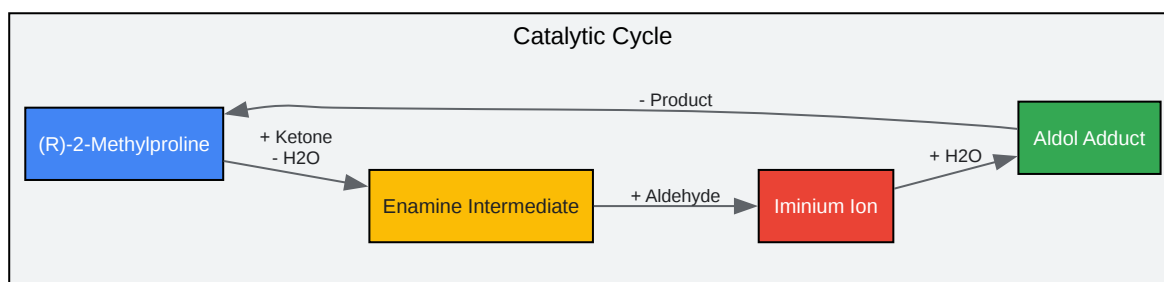 Catalytic Cycle
- Product
(R)-2-Methylproline
+ Ketone
- H2O
Enamine Intermediate
+ Aldehyde
Iminium Ion
+ H2O
Aldol Adduct